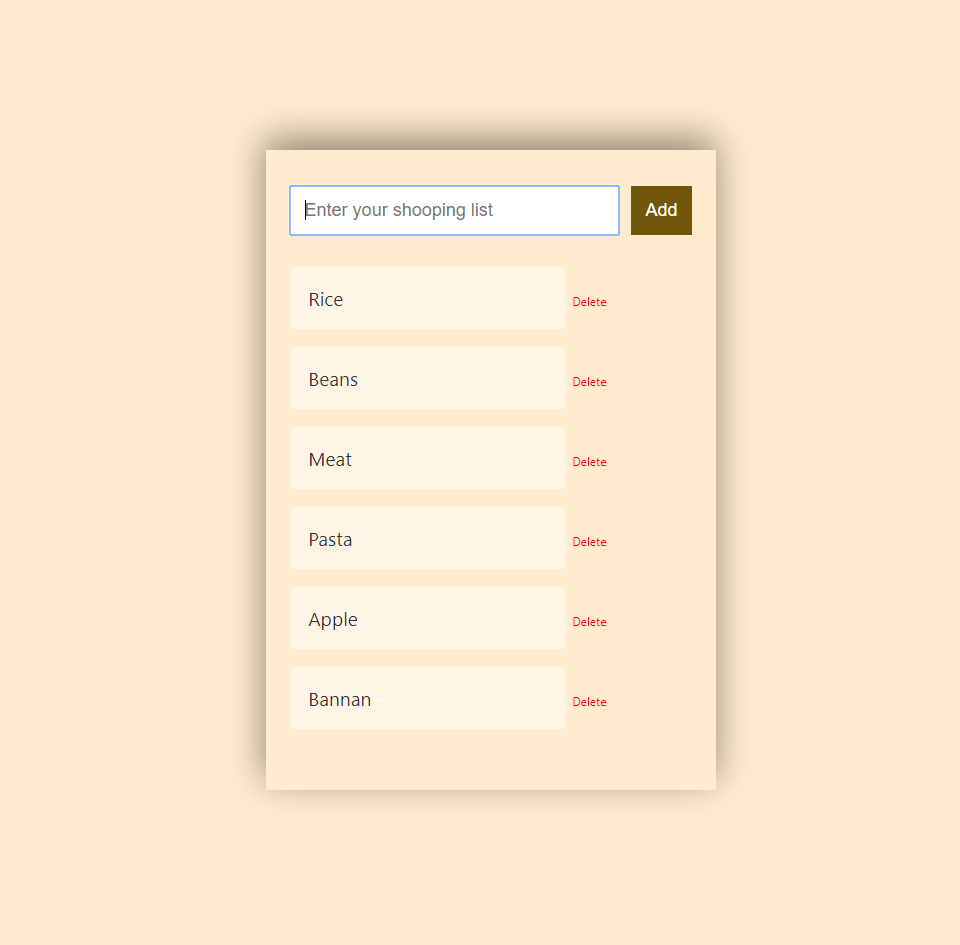 Enter your shooping list
Add
Rice
Delete
Beans
Delete
Meat
Delete
Pasta
Delete
Apple
Delete
Bannan
Delete